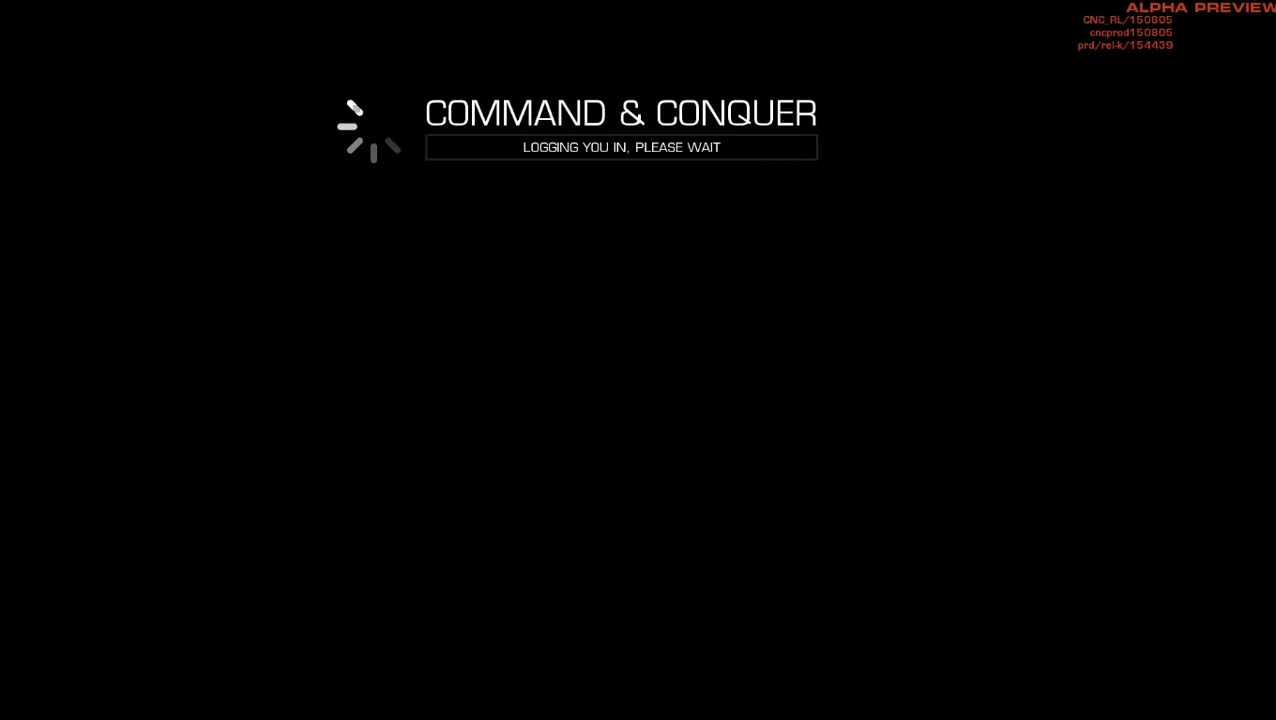 ALPHA PREVIEW
CNC_RL/150805
cncprod150805
prd/rel-k/154439
COMMAND & CONQUER
LOGGING YOU IN, PLEASE WAIT